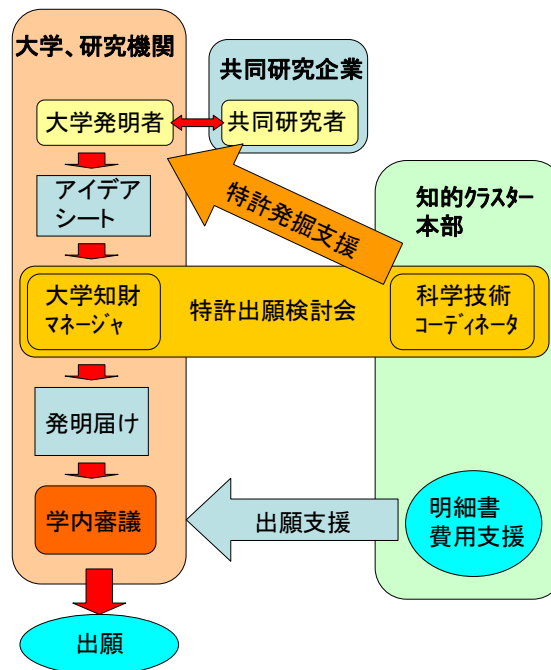 大学、研究機関
共同研究企業
大学発明者
共同研究者
アイデア
シート
特許発掘支援
知的クラスター
本部
大学知財
マネージャ
特許出願検討会
科学技術
コーディネータ
発明届け
学内審議
出願支援
明細書
費用支援
出願